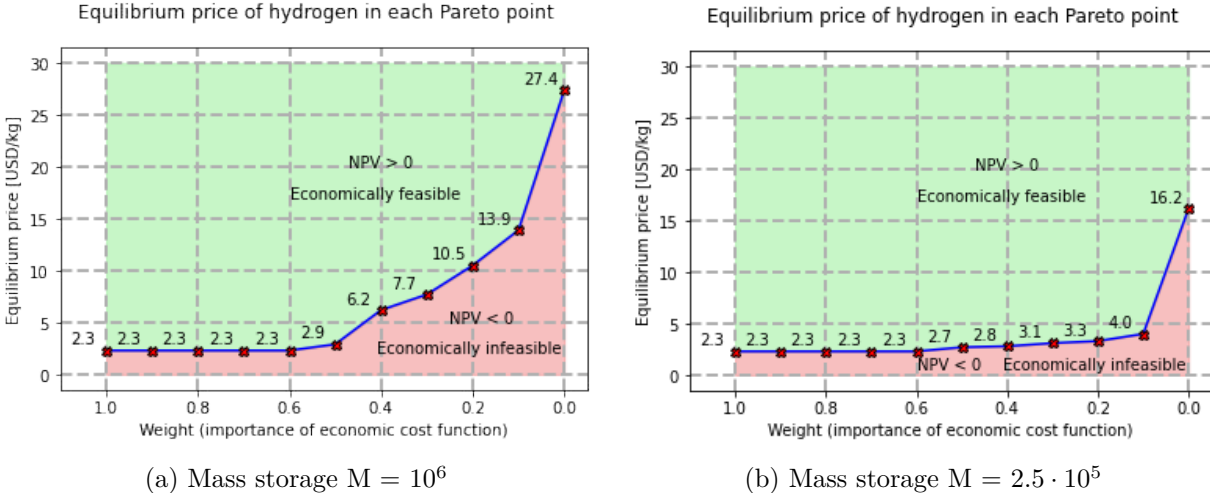 Equilibrium price of hydrogen in each Pareto point
Equilibrium price [USD/kg]
30
25
20
15
10
5
0
27.4
NPV > 0
Economically feasible
13.9
10.5
7.7
6.2
NPV < 0
2.3 2.3 2.3 2.3 2.3 2.9
Economically infeasible
1.0 0.8 0.6 0.4 0.2 0.0
Weight (importance of economic cost function)
(a) Mass storage M = 10⁶
Equilibrium price of hydrogen in each Pareto point
Equilibrium price [USD/kg]
30
25
20
15
10
5
0
NPV > 0
Economically feasible
16.2
2.3 2.3 2.3 2.3 2.3 2.7 2.8 3.1 3.3 4.0
NPV < 0 Economically infeasible
1.0 0.8 0.6 0.4 0.2 0.0
Weight (importance of economic cost function)
(b) Mass storage M = 2.5 · 10⁵